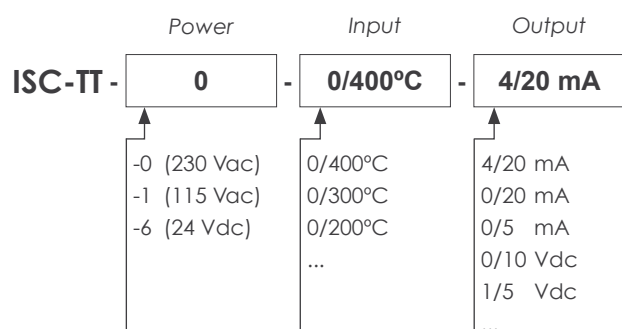 Power Input Output
ISC-TT - 0 - 0/400ºC - 4/20 mA
-0 (230 Vac) 0/400ºC 4/20 mA
-1 (115 Vac) 0/300ºC 0/20 mA
-6 (24 Vdc) 0/200ºC 0/5 mA
... 0/10 Vdc
1/5 Vdc
...